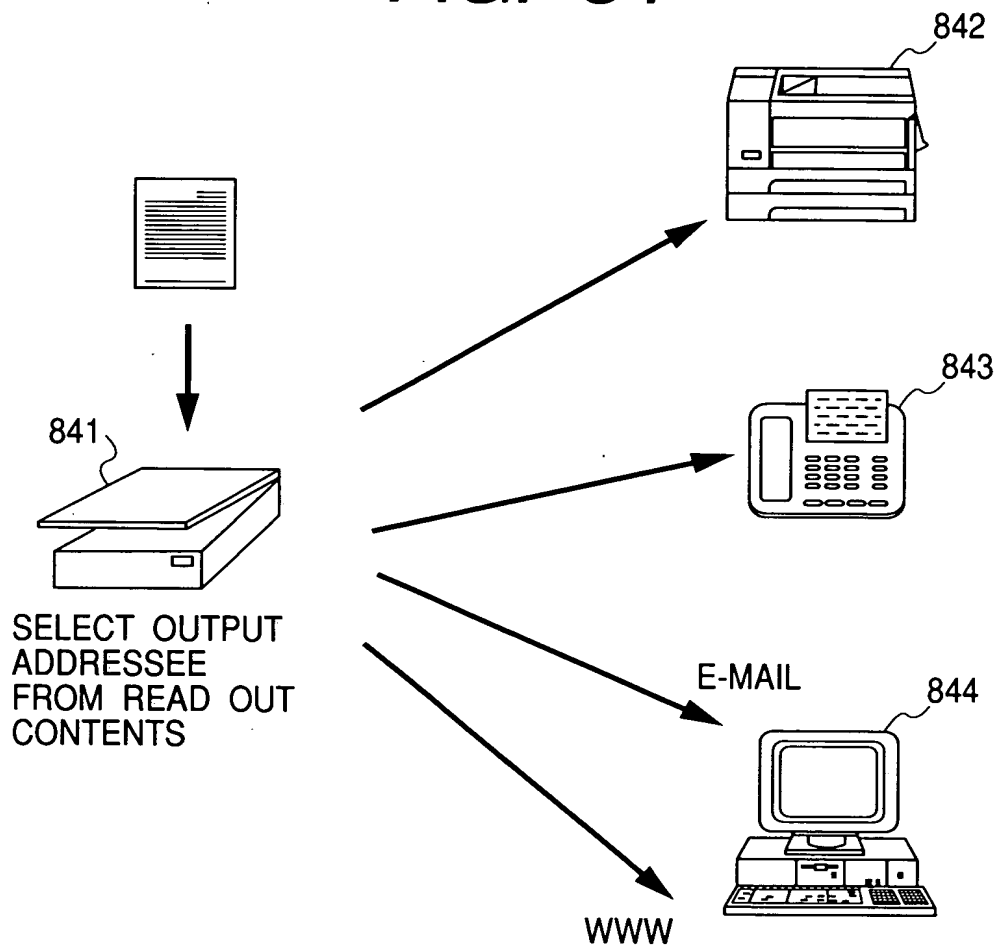 842
843
841
SELECT OUTPUT
ADDRESSEE
FROM READ OUT
CONTENTS
E-MAIL
844
WWW